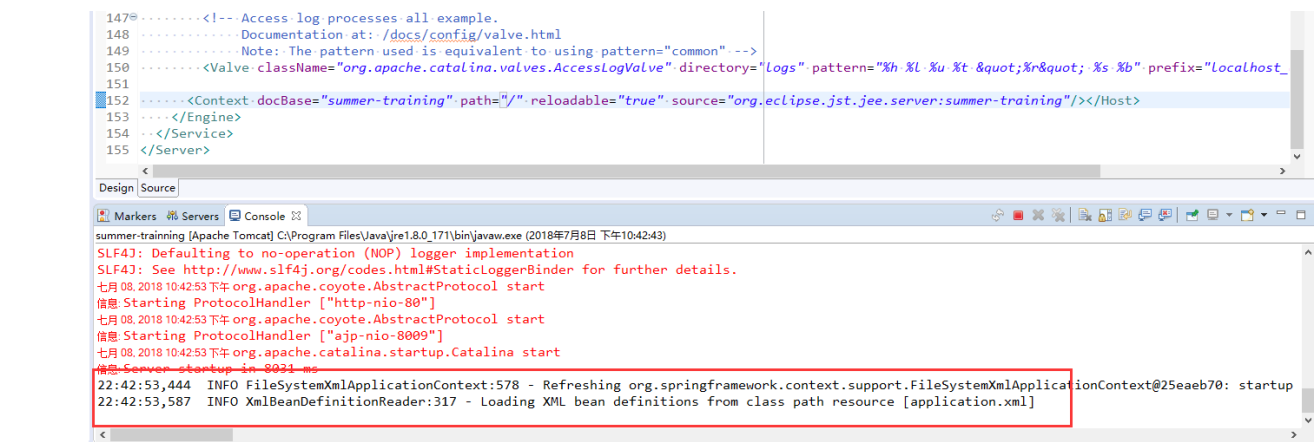 147 <!-- Access log processes all example.
148 Documentation at: /docs/config/valve.html
149 Note: The pattern used is equivalent to using pattern="common" -->
150 <Valve className="org.apache.catalina.valves.AccessLogValve" directory="logs" pattern="%h %l %u %t &quot;%r&quot; %s %b" prefix="localhost_
151
152 <Context docBase="summer-training" path="/" reloadable="true" source="org.eclipse.jst.jee.server:summer-training"/></Host>
153 </Engine>
154 </Service>
155 </Server>
Design Source
Markers Servers Console
summer-trainning [Apache Tomcat] C:\Program Files\Java\jre1.8.0_171\bin\javaw.exe (2018年7月8日 下午10:42:43)
SLF4J: Defaulting to no-operation (NOP) logger implementation
SLF4J: See http://www.slf4j.org/codes.html#StaticLoggerBinder for further details.
七月 08, 2018 10:42:53 下午 org.apache.coyote.AbstractProtocol start
信息: Starting ProtocolHandler ["http-nio-80"]
七月 08, 2018 10:42:53 下午 org.apache.coyote.AbstractProtocol start
信息: Starting ProtocolHandler ["ajp-nio-8009"]
七月 08, 2018 10:42:53 下午 org.apache.catalina.startup.Catalina start
信息: Server startup in 8031 ms
22:42:53,444 INFO FileSystemXmlApplicationContext:578 - Refreshing org.springframework.context.support.FileSystemXmlApplicationContext@25eaeb70: startup
22:42:53,587 INFO XmlBeanDefinitionReader:317 - Loading XML bean definitions from class path resource [application.xml]